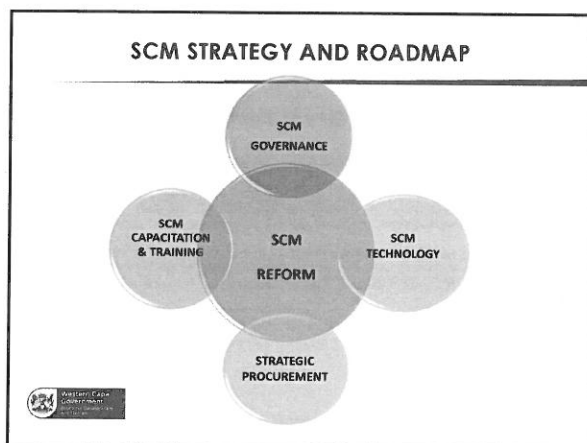 SCM STRATEGY AND ROADMAP
SCM
GOVERNANCE
SCM
CAPACITATION
& TRAINING
SCM
REFORM
SCM
TECHNOLOGY
STRATEGIC
PROCUREMENT
Western Cape
Government